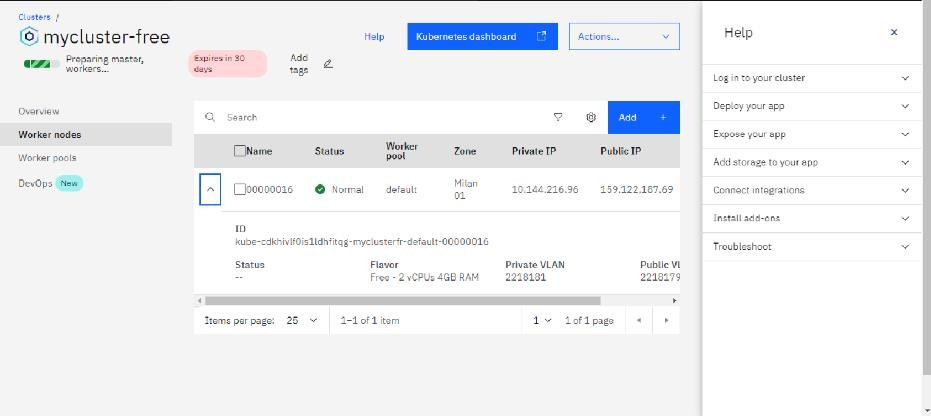 Clusters /
mycluster-free
Preparing master, workers...
Expires in 30 days
Add tags
Help
Kubernetes dashboard
Actions...
Overview
Worker nodes
Worker pools
DevOps New
Search
Add +
Name Status Worker pool Zone Private IP Public IP
00000016 Normal default Milan 01 10.144.216.96 159.122.187.69
ID
kube-cdkhivlf0is1ldhfitqg-myclusterfr-default-00000016
Status Flavor Private VLAN Public Vl
-- Free - 2 vCPUs 4GB RAM 2218181 2218179
Items per page: 25 1–1 of 1 item 1 1 of 1 page
Help
Log in to your cluster
Deploy your app
Expose your app
Add storage to your app
Connect integrations
Install add-ons
Troubleshoot